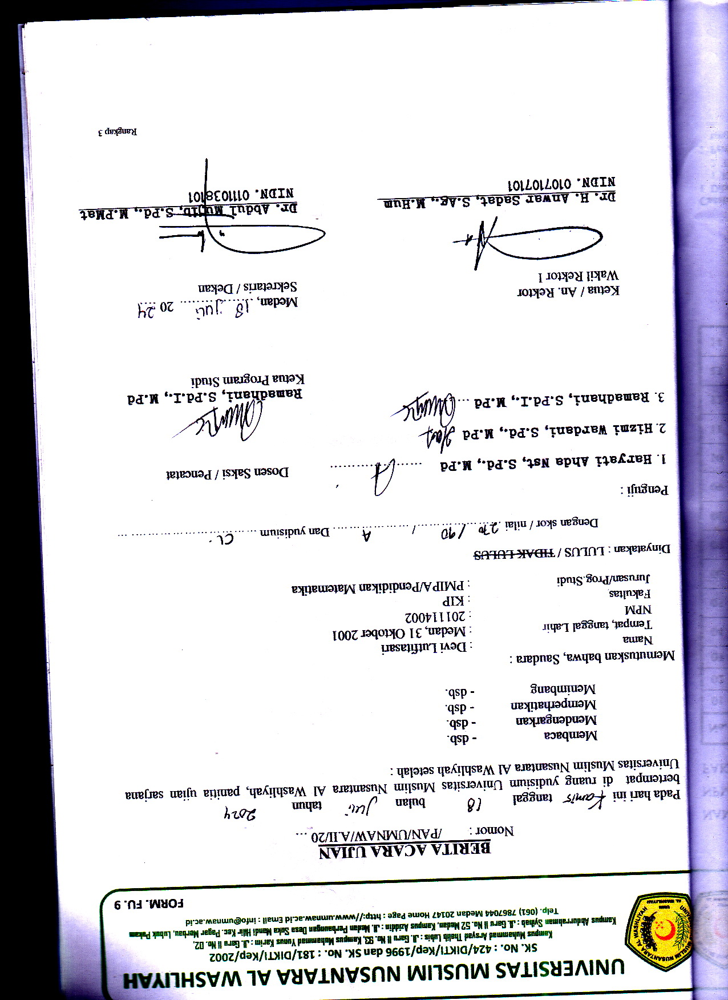 UNIVERSITAS MUSLIM NUSANTARA AL WASHLIYAH
SK. No. : 424/DIKTI/Kep/1996 dan SK. No. : 181/DIKTI/Kep/2002
Kampus Muhammad Arsyad Thalib Lubis : Jl. Garu II No. 93, Kampus Muhammad Yunus Karim : Jl. Garu II No. 02,
Kampus Abdurrahman Syihab : Jl. Garu II No. 52 Medan, Kampus Aziddin : Jl. Medan Perbaungan Desa Suka Mandi Hilir Kec. Pagar Merbau, Lubuk Pakam
Telp. (061) 7867044 Medan 20147 Home Page : http://www.umnaw.ac.id Email : info@umnaw.ac.id
FORM. FU. 9
BERITA ACARA UJIAN
Nomor : /PAN/UMNAW/A.II/20 ...
Pada hari ini Kamis tanggal 18 bulan Juli tahun 2024
bertempat di ruang yudisium Universitas Muslim Nusantara Al Washliyah, panitia ujian sarjana
Universitas Muslim Nusantara Al Washliyah setelah :
Membaca - dsb.
Mendengarkan - dsb.
Memperhatikan - dsb.
Menimbang - dsb.
Memutuskan bahwa, Saudara :
Nama : Devi Lutfitasari
Tempat, tanggal Lahir : Medan, 31 Oktober 2001
NPM : 201114002
Fakultas : KIP
Jurusan/Prog.Studi : PMIPA/Pendidikan Matematika
Dinyatakan : LULUS / TIDAK LULUS
Dengan skor / nilai 270 / 90 / A Dan yudisium
Penguji :
1. Haryati Ahda Nst, S.Pd., M.Pd
Dosen Saksi / Pencatat
2. Hizmi Wardani, S.Pd., M.Pd
3. Ramadhani, S.Pd.I., M.Pd
Ramadhani, S.Pd.I., M.Pd
Ketua Program Studi
Medan, 18 Juli 20 24
Ketua / An. Rektor
Sekretaris / Dekan
Wakil Rektor I
Dr. H. Anwar Sadat, S.Ag., M.Hum
Dr. Abdul Mujib, S.Pd., M.PMat
NIDN. 0107107101
NIDN. 0111038101
Rangkap 3